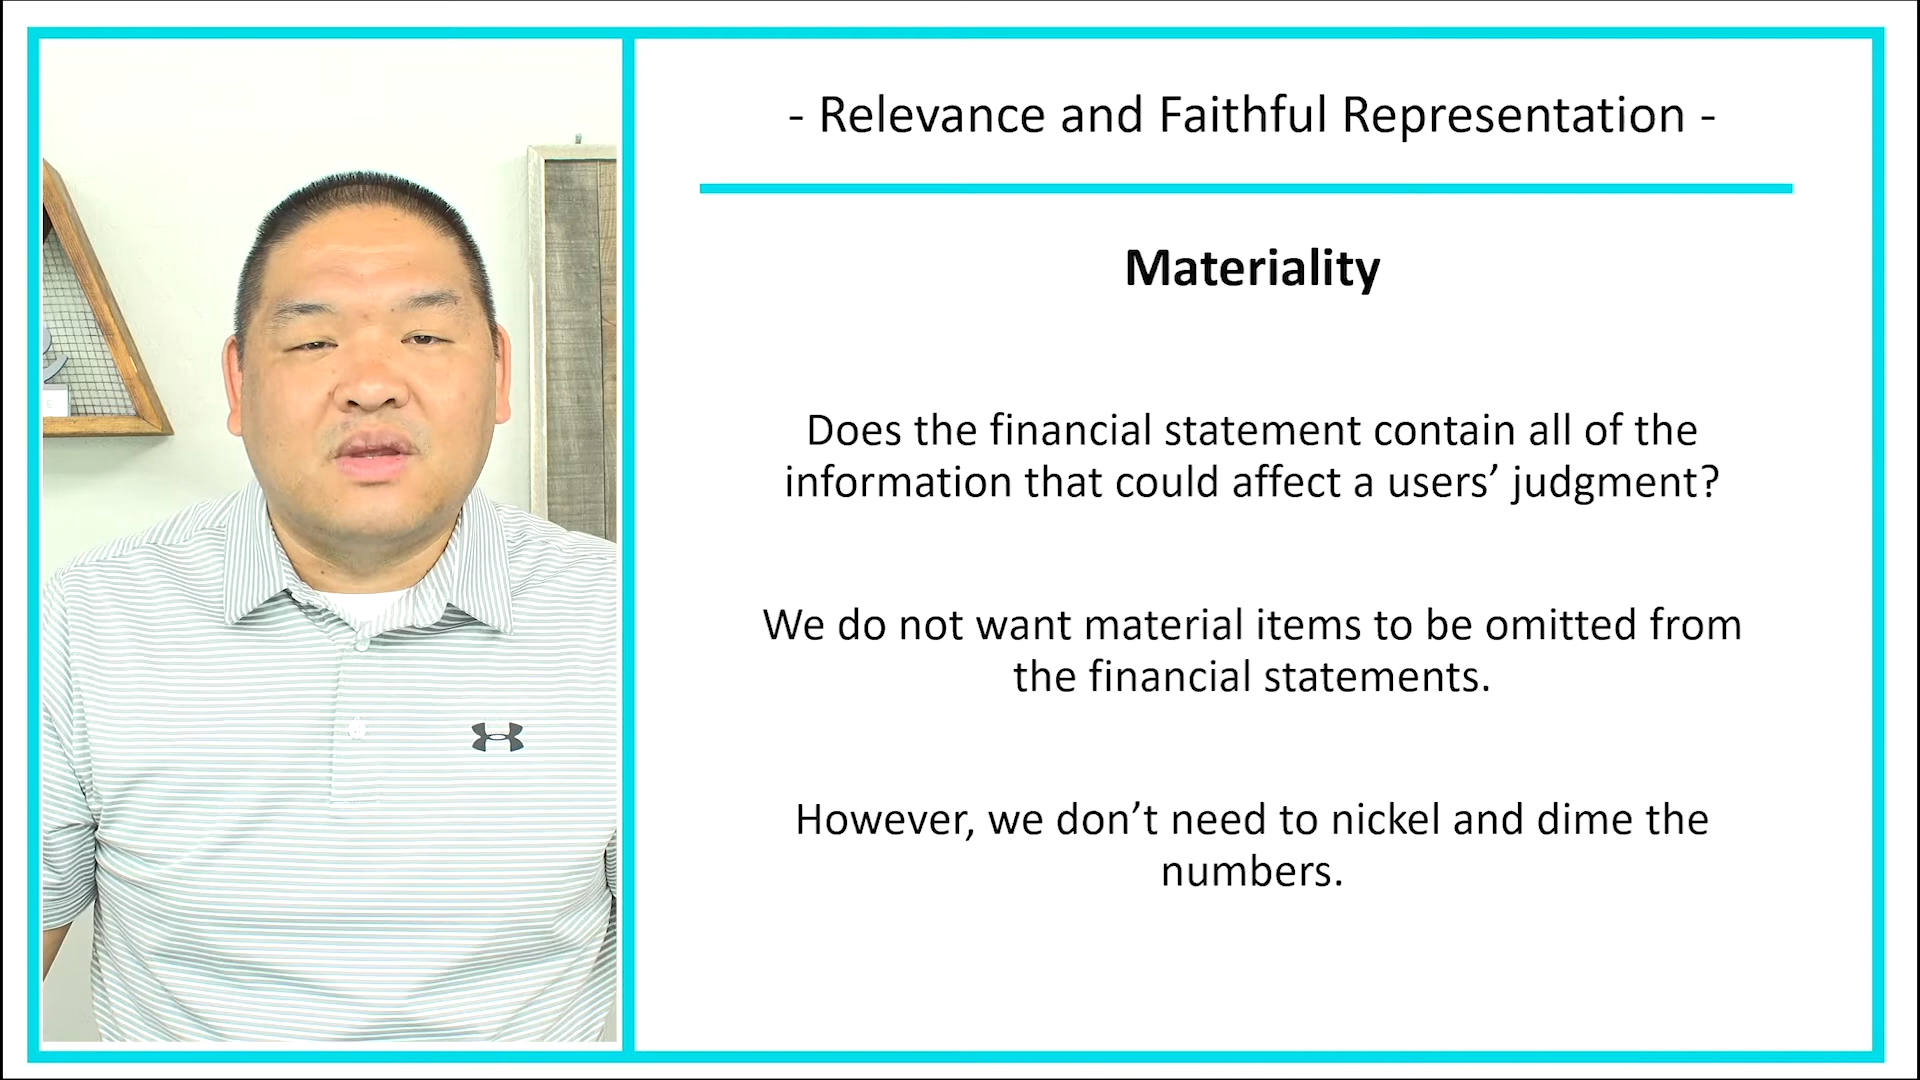 - Relevance and Faithful Representation -
Materiality
Does the financial statement contain all of the
information that could affect a users’ judgment?
We do not want material items to be omitted from
the financial statements.
However, we don’t need to nickel and dime the
numbers.